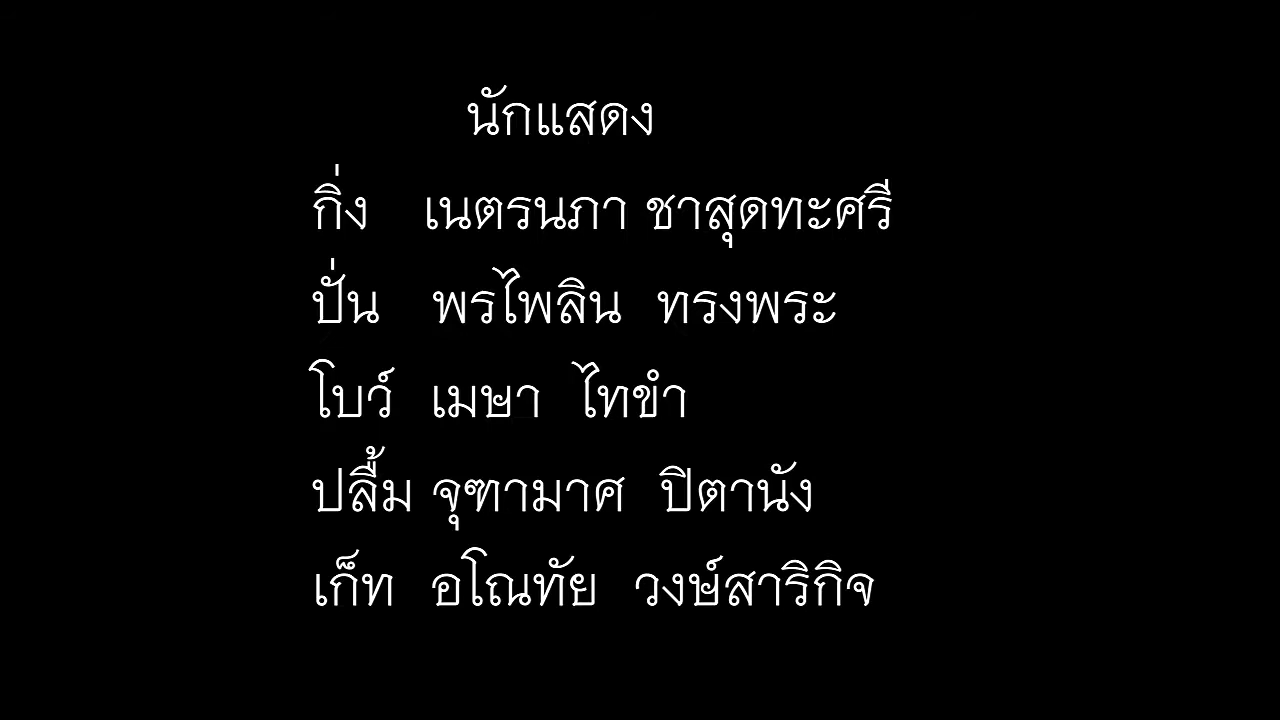 นักแสดง
กิ่ง เนตรนภา ชาสุดทะศรี
ปั่น พรไพลิน ทรงพระ
โบว์ เมษา ไทขำ
ปลื้ม จุฑามาศ ปิตานัง
เก็ท อโณทัย วงษ์สาริกิจ